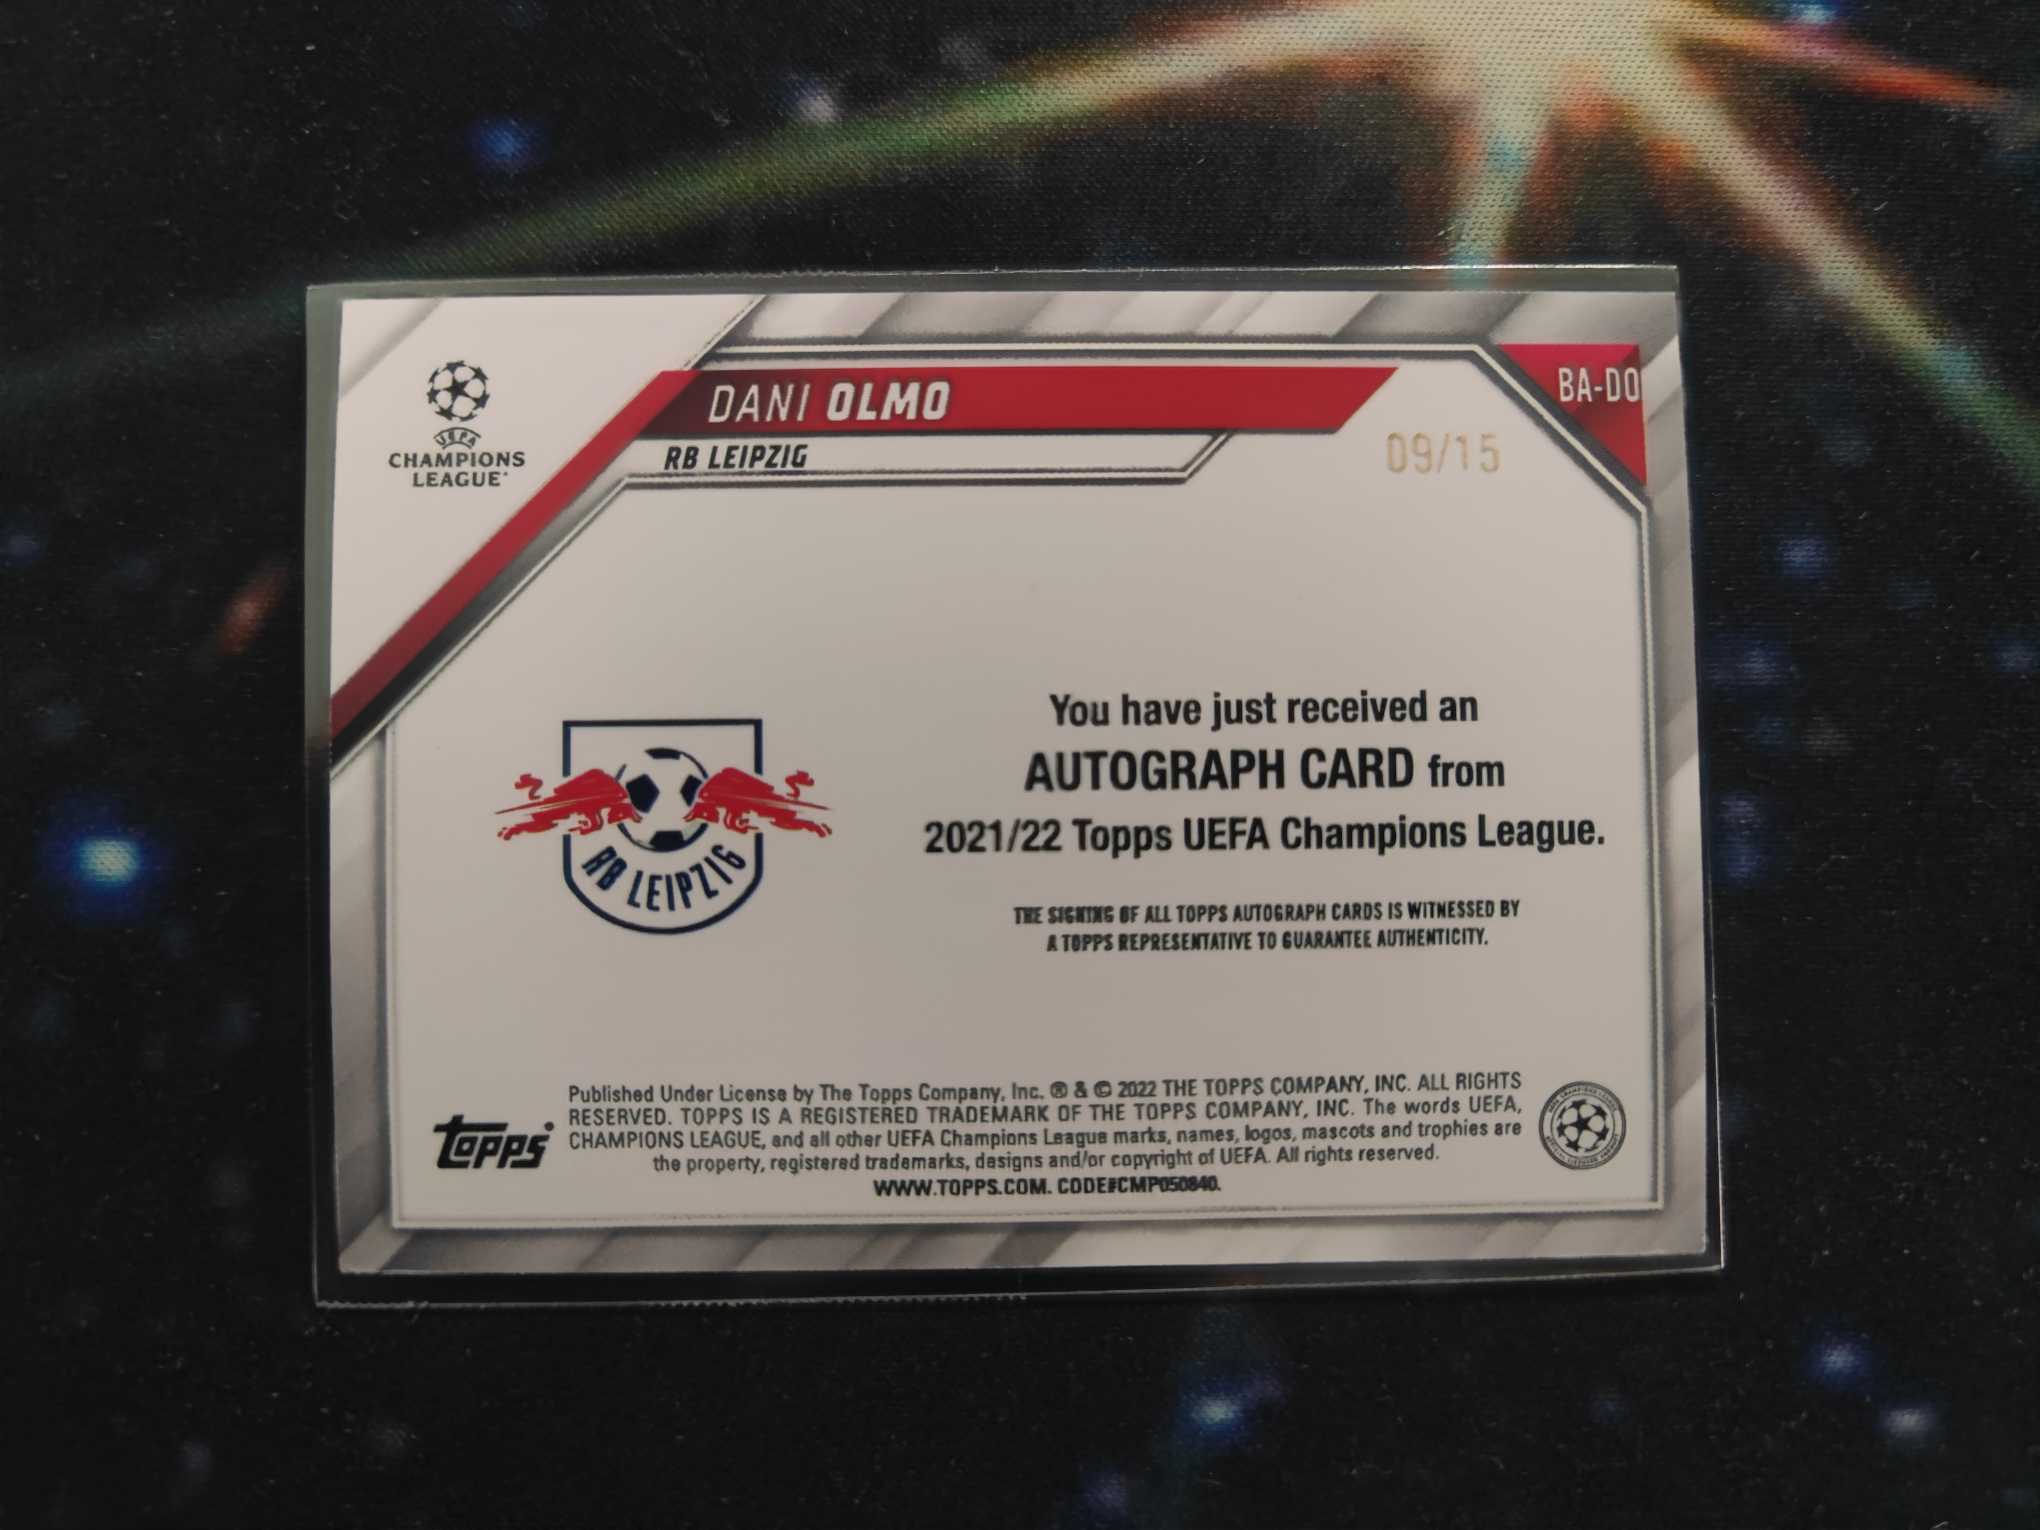 UEFA
CHAMPIONS
LEAGUE
DANI OLMO
BA-DO
RB LEIPZIG
09/15
RB LEIPZIG
You have just received an
AUTOGRAPH CARD from
2021/22 Topps UEFA Champions League.
THE SIGNING OF ALL TOPPS AUTOGRAPH CARDS IS WITNESSED BY
A TOPPS REPRESENTATIVE TO GUARANTEE AUTHENTICITY.
topps
Published Under License by The Topps Company, Inc. ® & © 2022 THE TOPPS COMPANY, INC. ALL RIGHTS
RESERVED. TOPPS IS A REGISTERED TRADEMARK OF THE TOPPS COMPANY, INC. The words UEFA,
CHAMPIONS LEAGUE, and all other UEFA Champions League marks, names, logos, mascots and trophies are
the property, registered trademarks, designs and/or copyright of UEFA. All rights reserved.
WWW.TOPPS.COM. CODE#CMP050840.